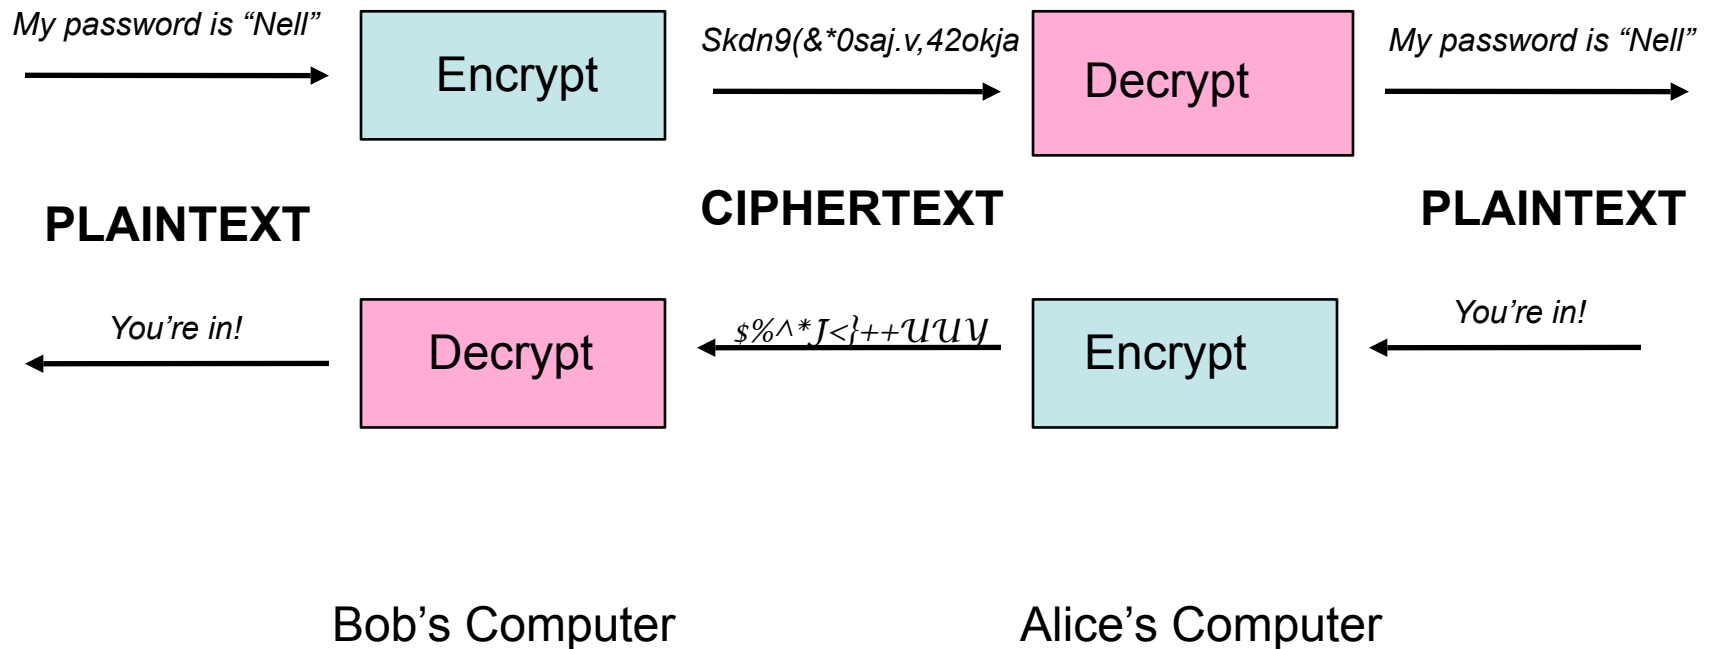 My password is “Nell”
Encrypt
Skdn9(&*0saj.v,42okja
Decrypt
My password is “Nell”
PLAINTEXT
CIPHERTEXT
PLAINTEXT
You’re in!
Decrypt
$%^*J<}++UUY
Encrypt
You’re in!
Bob’s Computer
Alice’s Computer